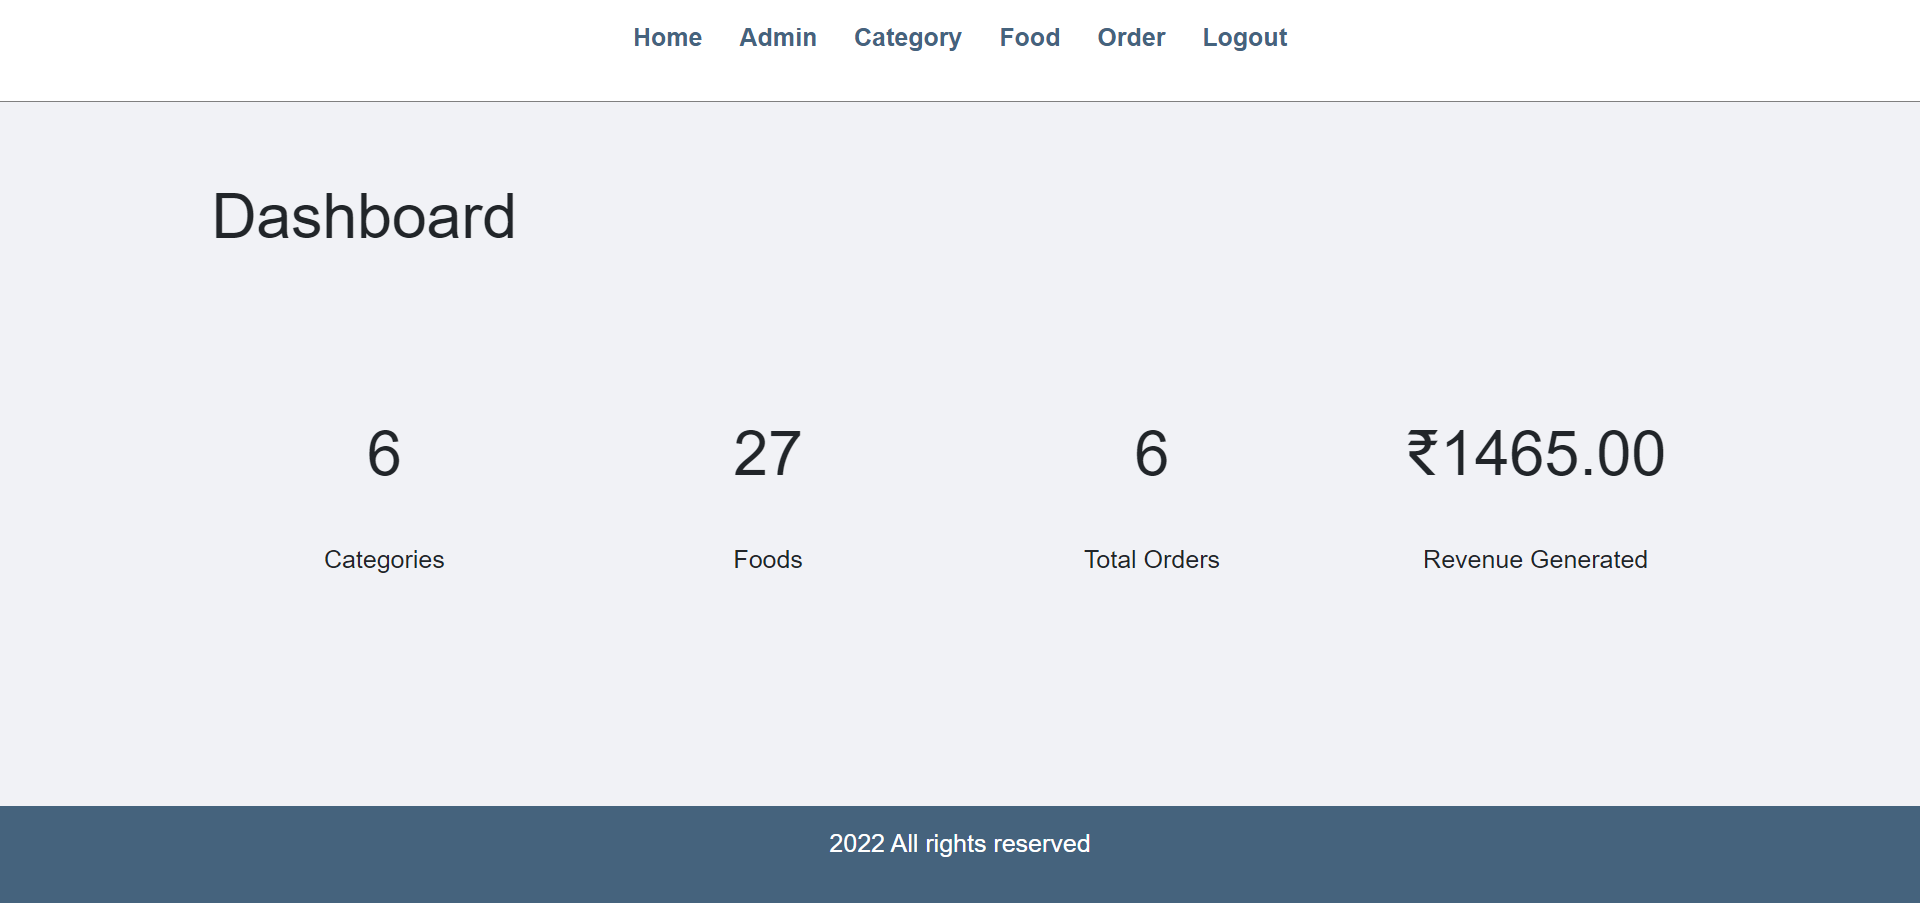 Home Admin Category Food Order Logout
Dashboard
6 27 6 ₹1465.00
Categories Foods Total Orders Revenue Generated
2022 All rights reserved